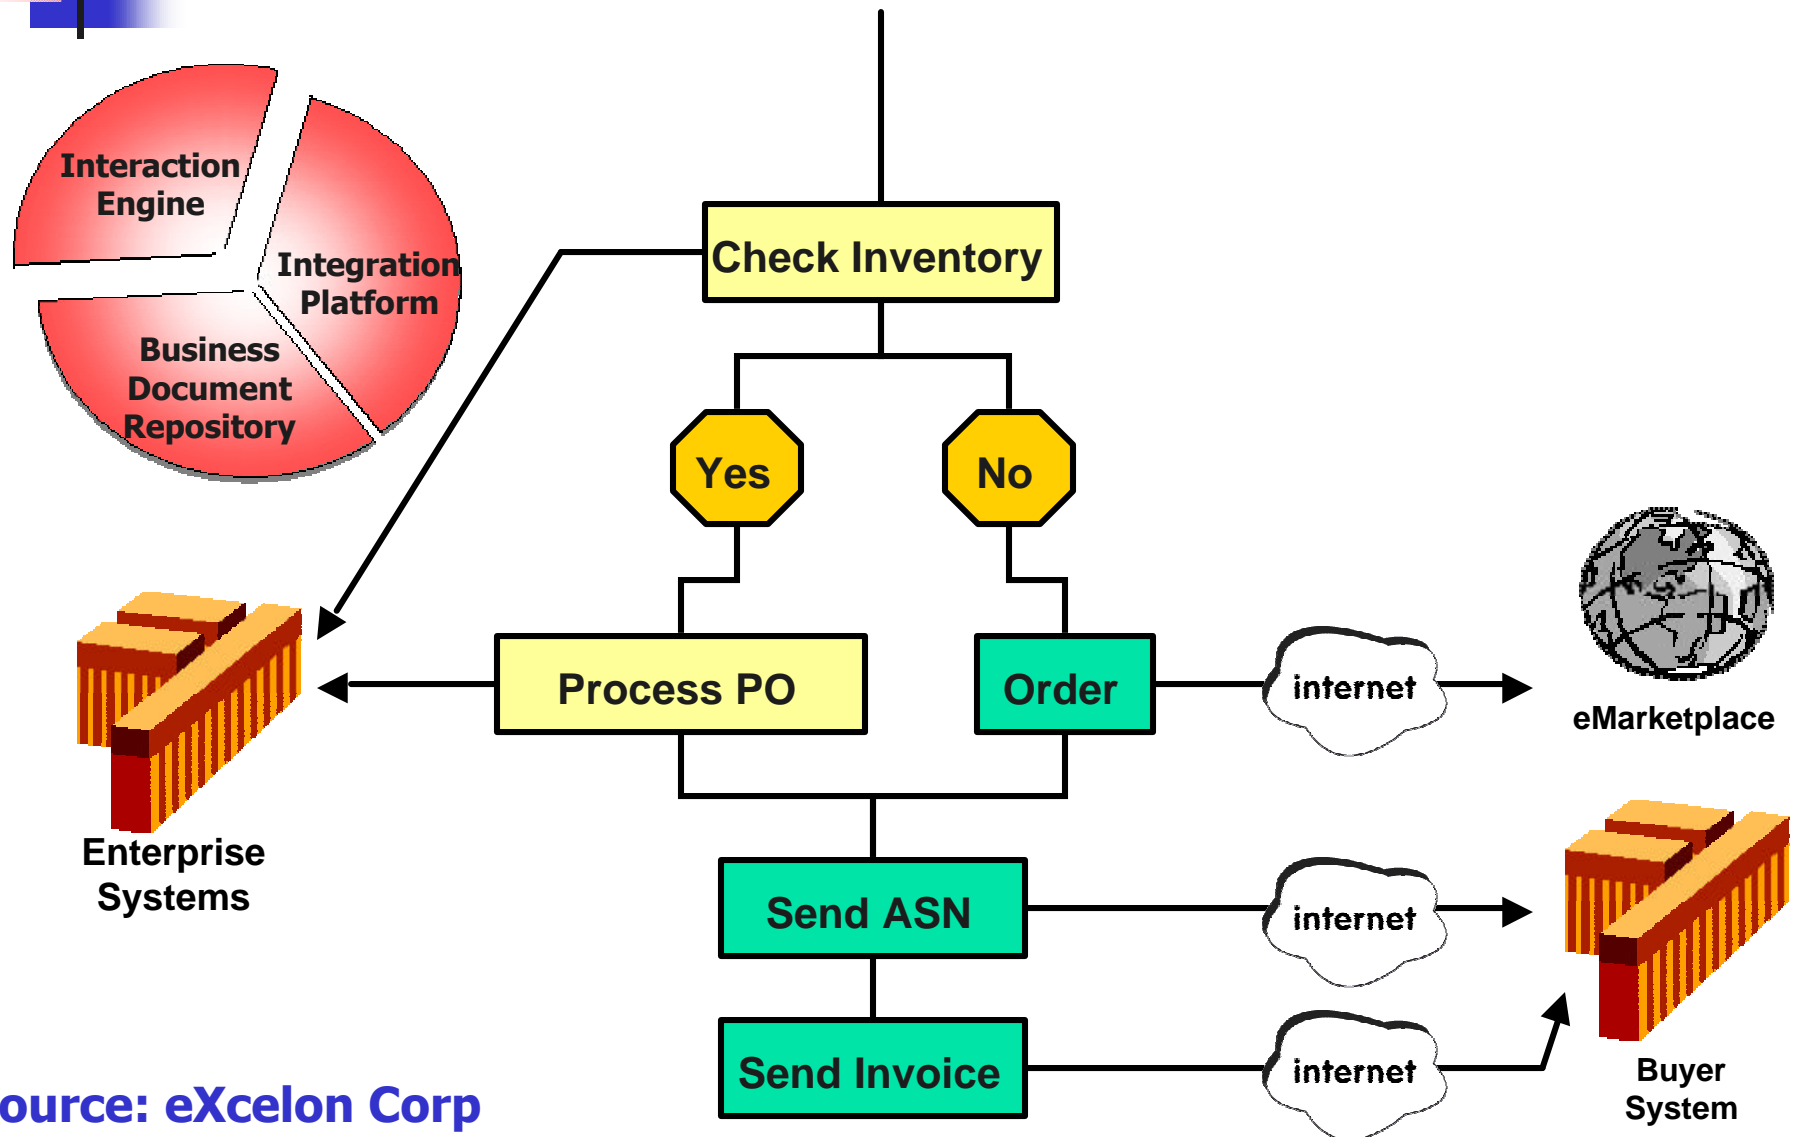 Interaction
Engine
Integration
Platform
Business
Document
Repository
Check Inventory
Yes
No
Process PO
Order
internet
eMarketplace
Enterprise
Systems
Send ASN
internet
Send Invoice
internet
Buyer
System
ource: eXcelon Corp